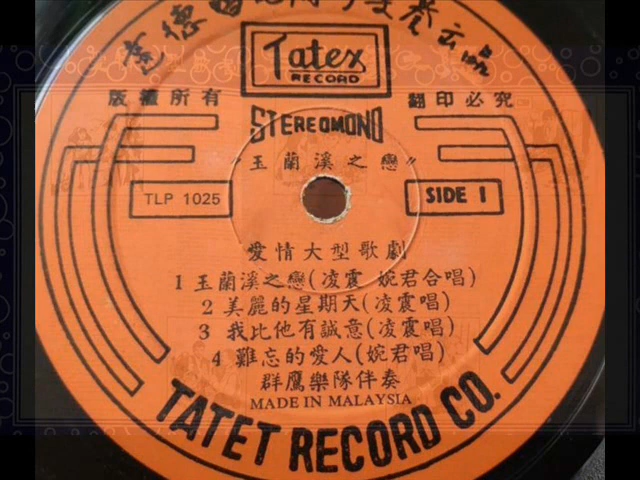 Tatex
RECORD
版權所有
翻印必究
STEREOMONO
"玉蘭溪之戀"
TLP 1025
SIDE 1
愛情大型歌劇
1 玉蘭溪之戀(凌震 婉君合唱)
2 美麗的星期天(凌震唱)
3 我比他有誠意(凌震唱)
4 難忘的愛人(婉君唱)
群鷹樂隊伴奏
MADE IN MALAYSIA
TATET RECORD CO.